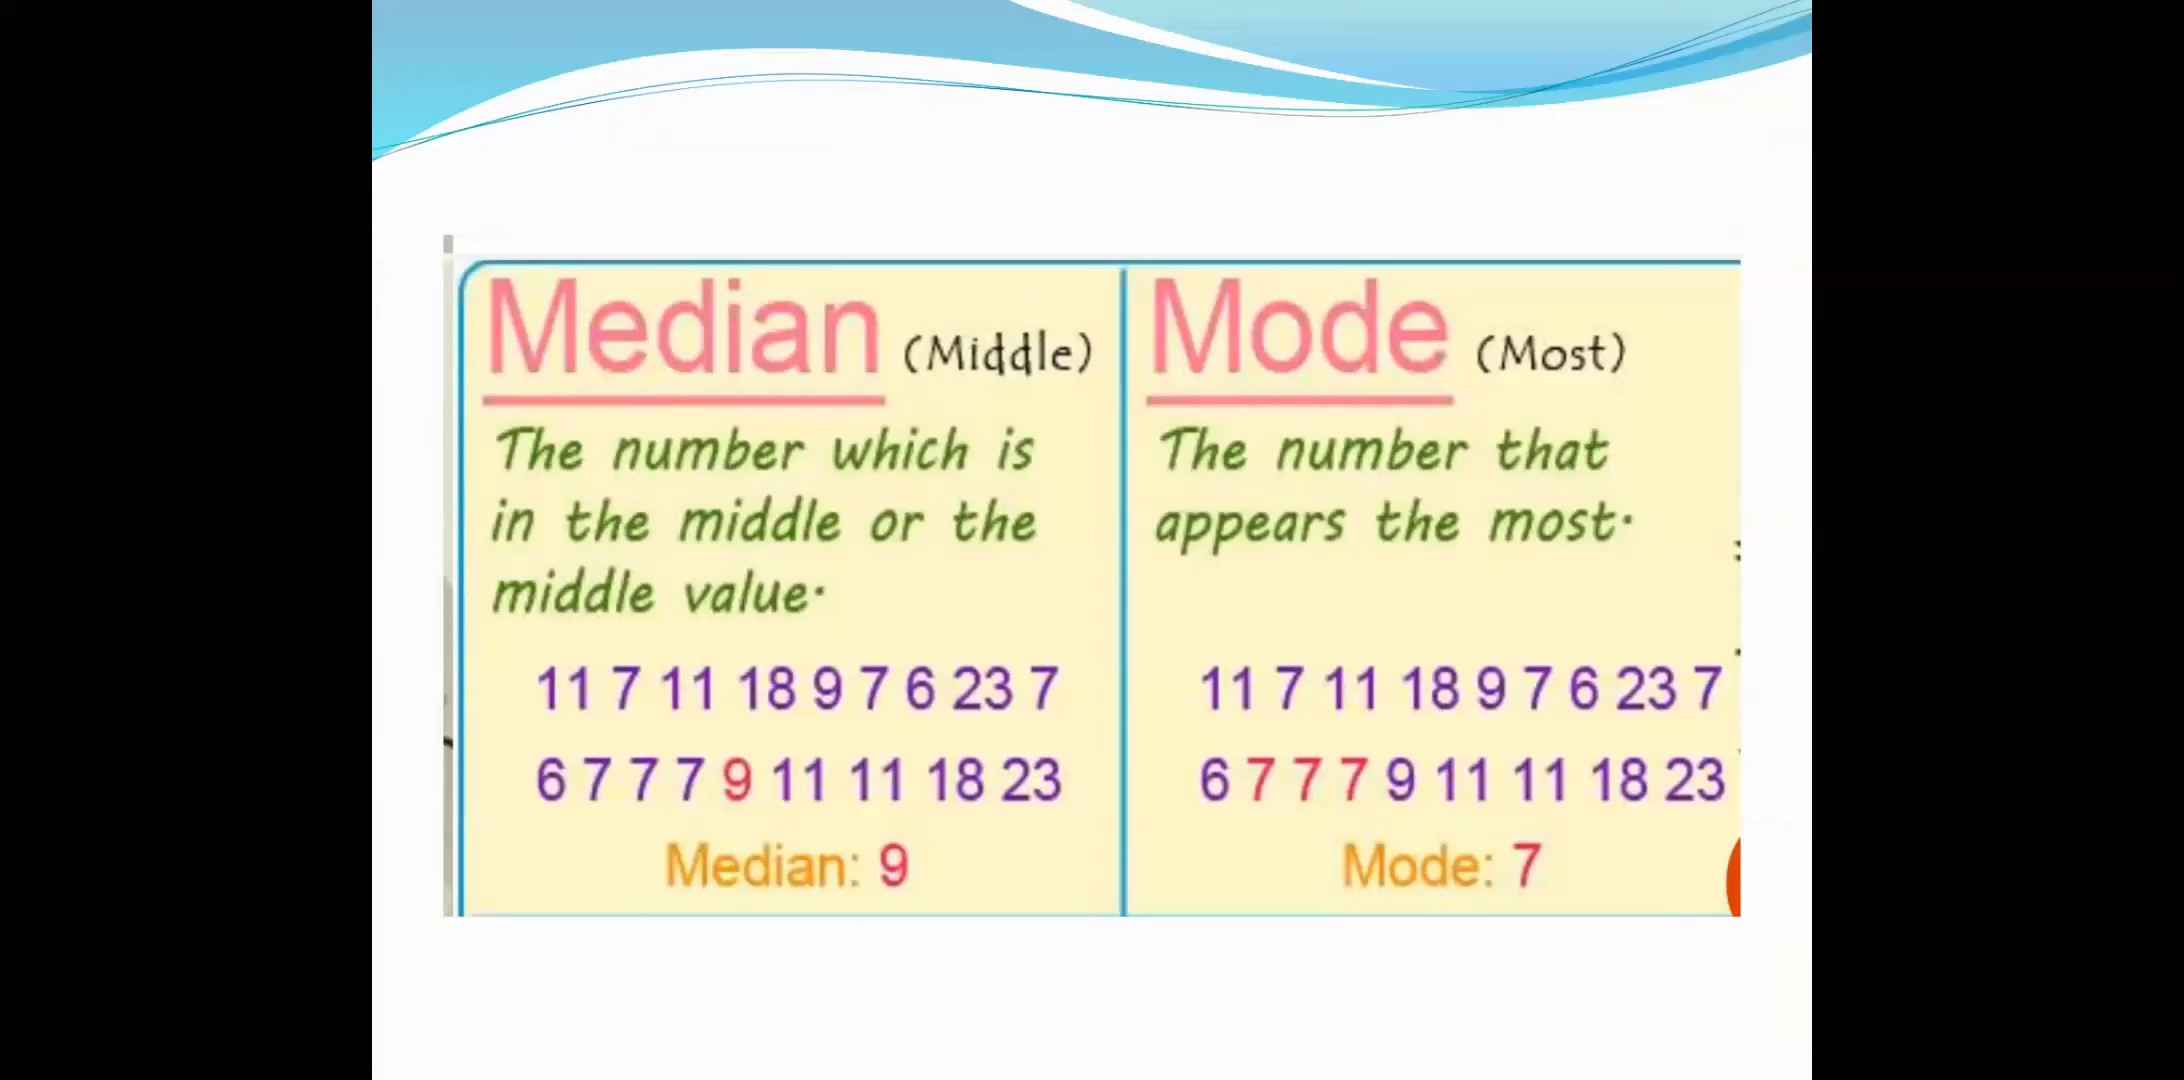 Median (Middle)
The number which is
in the middle or the
middle value.
11 7 11 18 9 7 6 23 7
6 7 7 7 9 11 11 18 23
Median: 9
Mode (Most)
The number that
appears the most.
11 7 11 18 9 7 6 23 7
6 7 7 7 9 11 11 18 23
Mode: 7